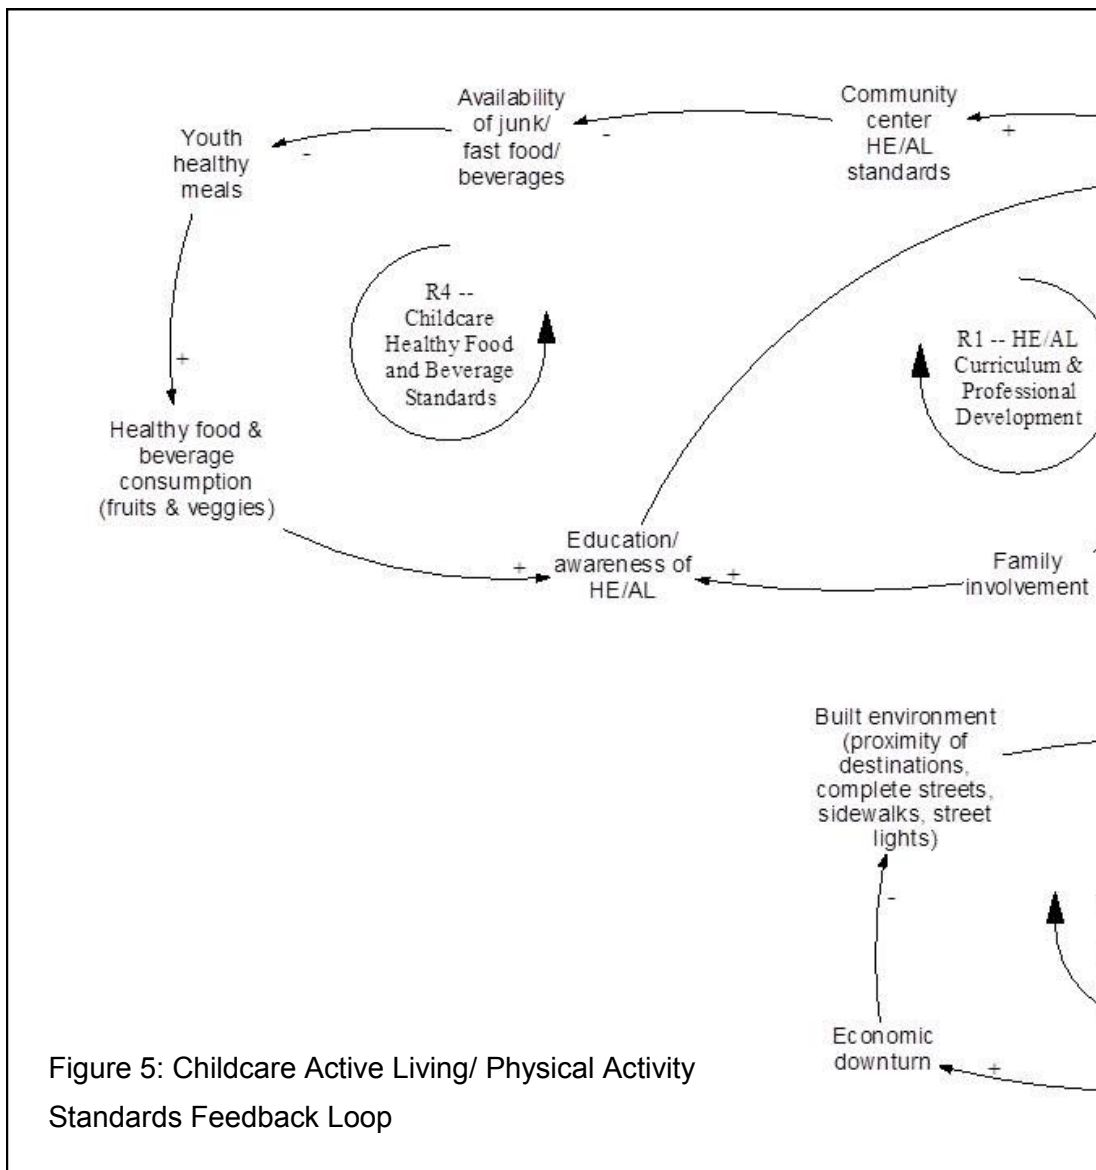 Availability
of junk/
fast food/
beverages
-
Community
center
HE/AL
standards
-
+
Youth
healthy
meals
+
R4 --
Childcare
Healthy Food
and Beverage
Standards
R1 -- HE/AL
Curriculum &
Professional
Development
Healthy food &
beverage
consumption
(fruits & veggies)
+
Education/
awareness of
HE/AL
+
Family
involvement
Built environment
(proximity of
destinations,
complete streets,
sidewalks, street
lights)
-
Economic
downturn
+
Figure 5: Childcare Active Living/ Physical Activity
Standards Feedback Loop